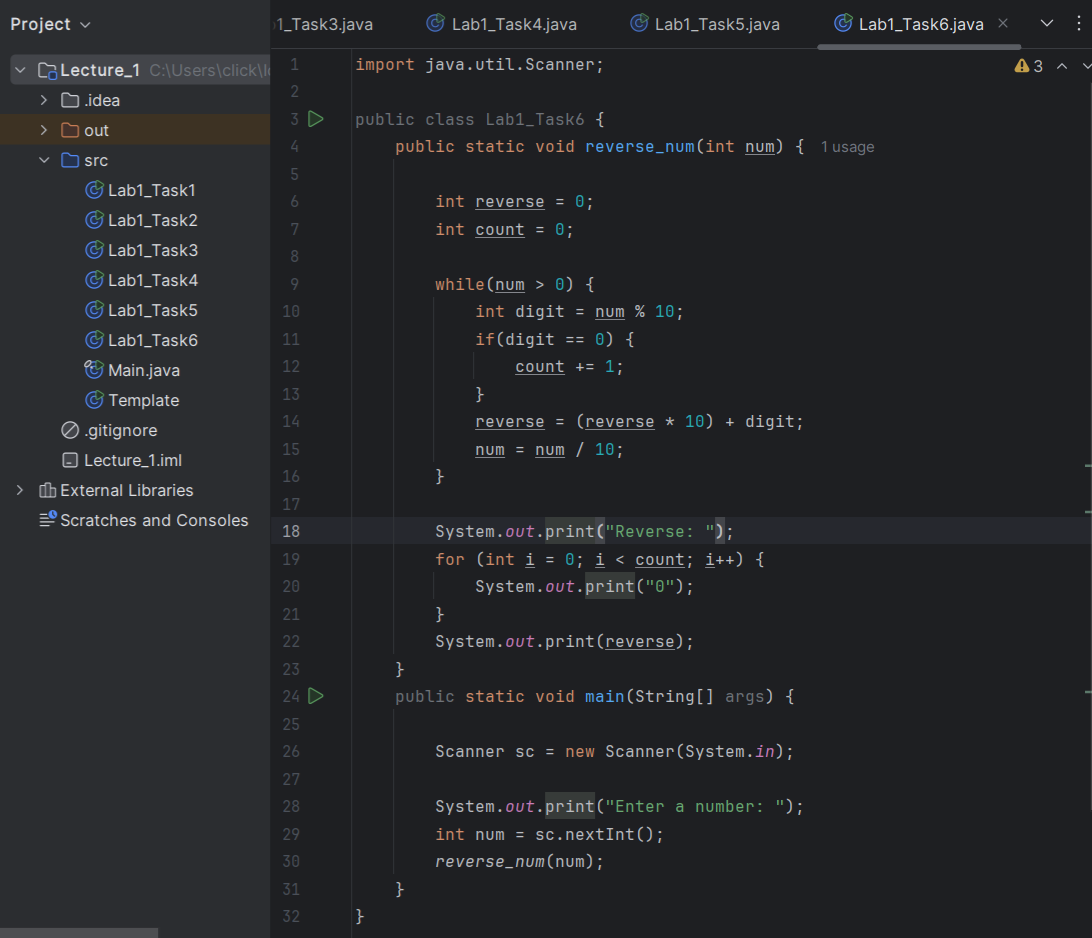 Project
Lecture_1 C:\Users\click\
.idea
out
src
Lab1_Task1
Lab1_Task2
Lab1_Task3
Lab1_Task4
Lab1_Task5
Lab1_Task6
Main.java
Template
.gitignore
Lecture_1.iml
External Libraries
Scratches and Consoles
1_Task3.java Lab1_Task4.java Lab1_Task5.java Lab1_Task6.java
3
1 import java.util.Scanner;
2
3 public class Lab1_Task6 {
4 public static void reverse_num(int num) { 1 usage
5
6 int reverse = 0;
7 int count = 0;
8
9 while(num > 0) {
10 int digit = num % 10;
11 if(digit == 0) {
12 count += 1;
13 }
14 reverse = (reverse * 10) + digit;
15 num = num / 10;
16 }
17
18 System.out.print("Reverse: ");
19 for (int i = 0; i < count; i++) {
20 System.out.print("0");
21 }
22 System.out.print(reverse);
23 }
24 public static void main(String[] args) {
25
26 Scanner sc = new Scanner(System.in);
27
28 System.out.print("Enter a number: ");
29 int num = sc.nextInt();
30 reverse_num(num);
31 }
32 }